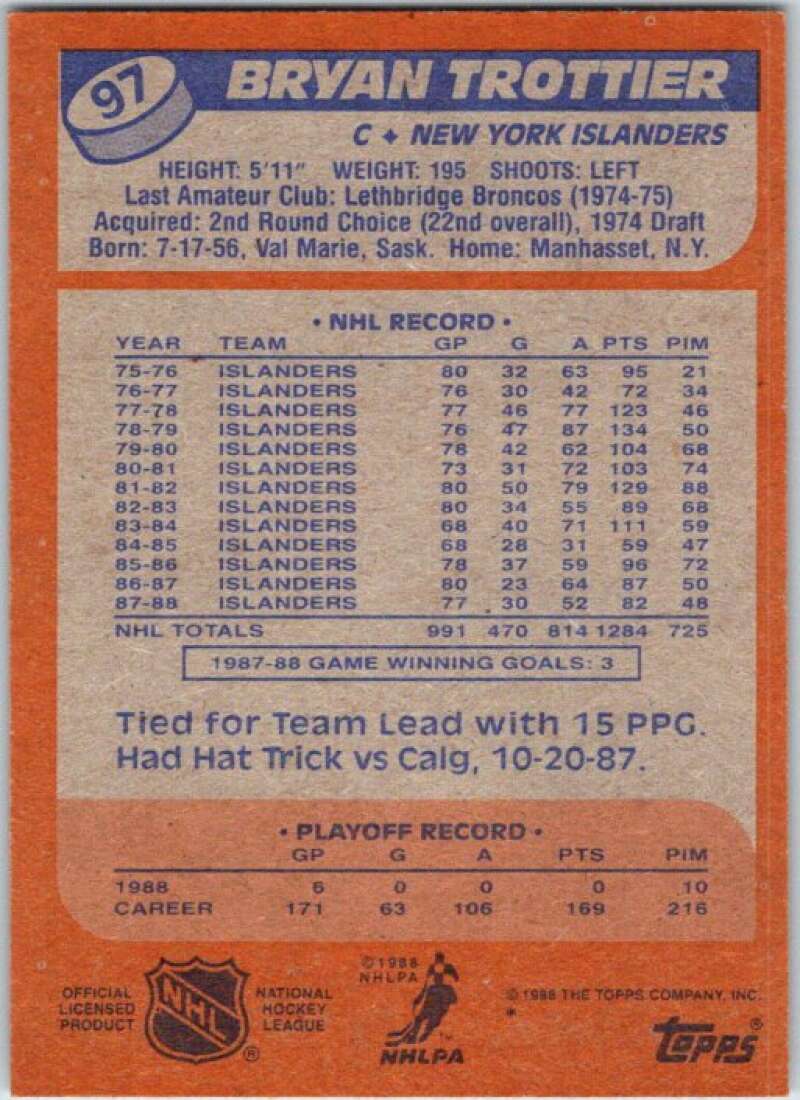 97
BRYAN TROTTIER
C ♦ NEW YORK ISLANDERS
HEIGHT: 5'11" WEIGHT: 195 SHOOTS: LEFT
Last Amateur Club: Lethbridge Broncos (1974-75)
Acquired: 2nd Round Choice (22nd overall), 1974 Draft
Born: 7-17-56, Val Marie, Sask. Home: Manhasset, N.Y.
• NHL RECORD •
YEAR TEAM GP G A PTS PIM
75-76 ISLANDERS 80 32 63 95 21
76-77 ISLANDERS 76 30 42 72 34
77-78 ISLANDERS 77 46 77 123 46
78-79 ISLANDERS 76 47 87 134 50
79-80 ISLANDERS 78 42 62 104 68
80-81 ISLANDERS 73 31 72 103 74
81-82 ISLANDERS 80 50 79 129 88
82-83 ISLANDERS 80 34 55 89 68
83-84 ISLANDERS 68 40 71 111 59
84-85 ISLANDERS 68 28 31 59 47
85-86 ISLANDERS 78 37 59 96 72
86-87 ISLANDERS 80 23 64 87 50
87-88 ISLANDERS 77 30 52 82 48
NHL TOTALS 991 470 814 1284 725
1987-88 GAME WINNING GOALS: 3
Tied for Team Lead with 15 PPG.
Had Hat Trick vs Calg, 10-20-87.
• PLAYOFF RECORD •
GP G A PTS PIM
1988 6 0 0 0 10
CAREER 171 63 106 169 216
OFFICIAL
LICENSED
PRODUCT
NHL
®
NATIONAL
HOCKEY
LEAGUE
© 1988
NHLPA
™
NHLPA
© 1988 THE TOPPS COMPANY, INC.
*
topps®